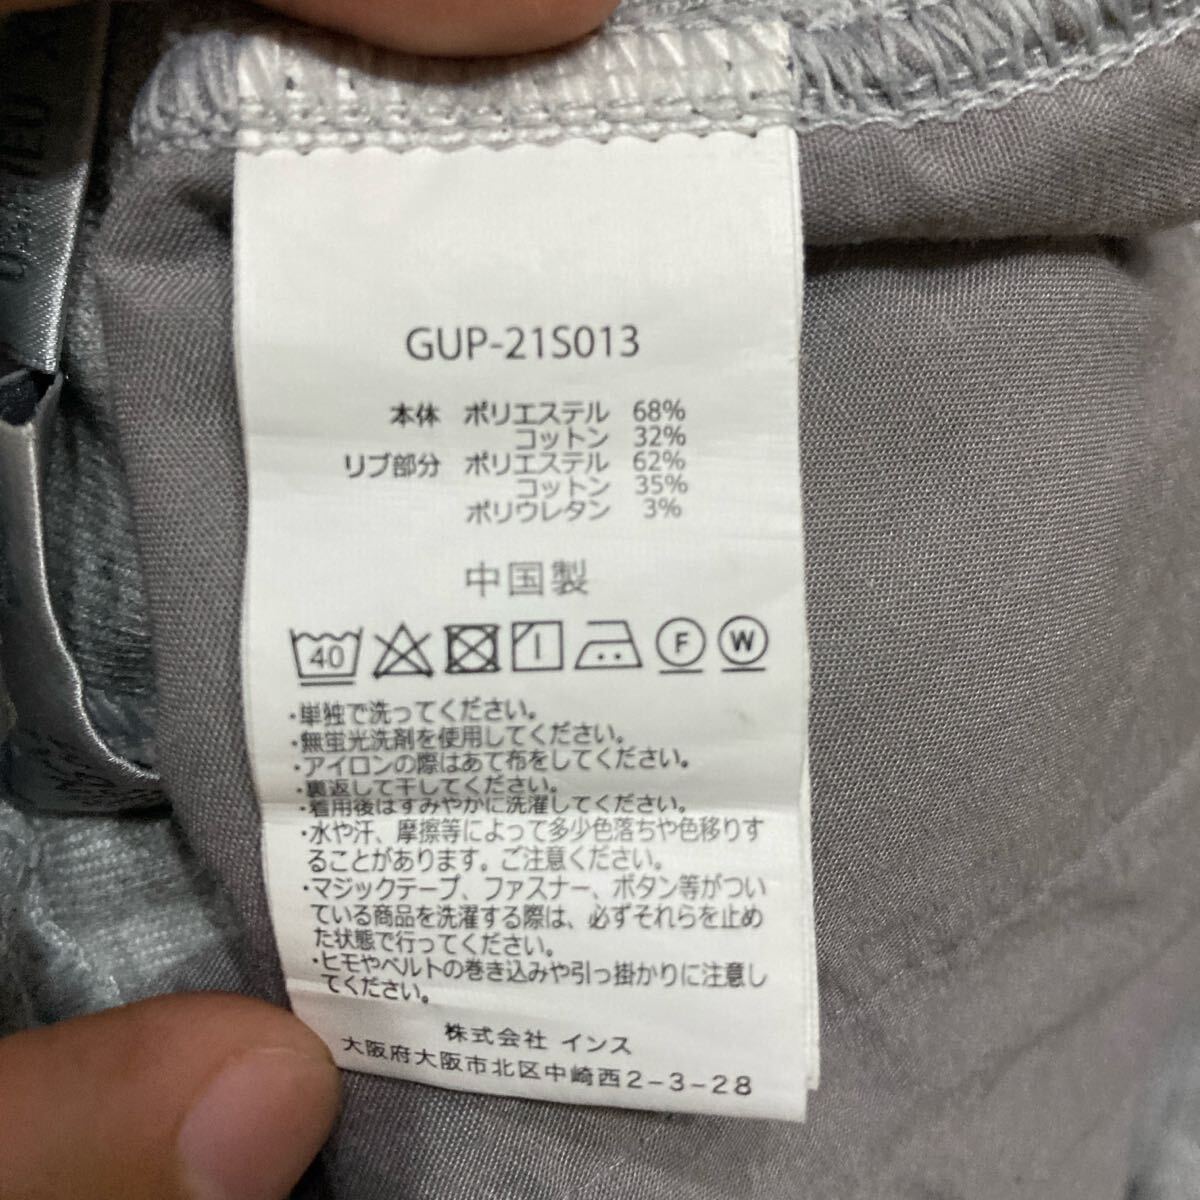 GUP-21S013
本体 ポリエステル 68%
コットン 32%
リブ部分 ポリエステル 62%
コットン 35%
ポリウレタン 3%
中国製
40 F W
・単独で洗ってください。
・無蛍光洗剤を使用してください。
・アイロンの際はあて布をしてください。
・裏返して干してください。
・着用後はすみやかに洗濯してください。
・水や汗、摩擦等によって多少色落ちや色移りす
ることがあります。ご注意ください。
・マジックテープ、ファスナー、ボタン等がつい
ている商品を洗濯する際は、必ずそれらを止め
た状態で行ってください。
・ヒモやベルトの巻き込みや引っ掛かりに注意し
てください。
株式会社 インス
大阪府大阪市北区中崎西2-3-28